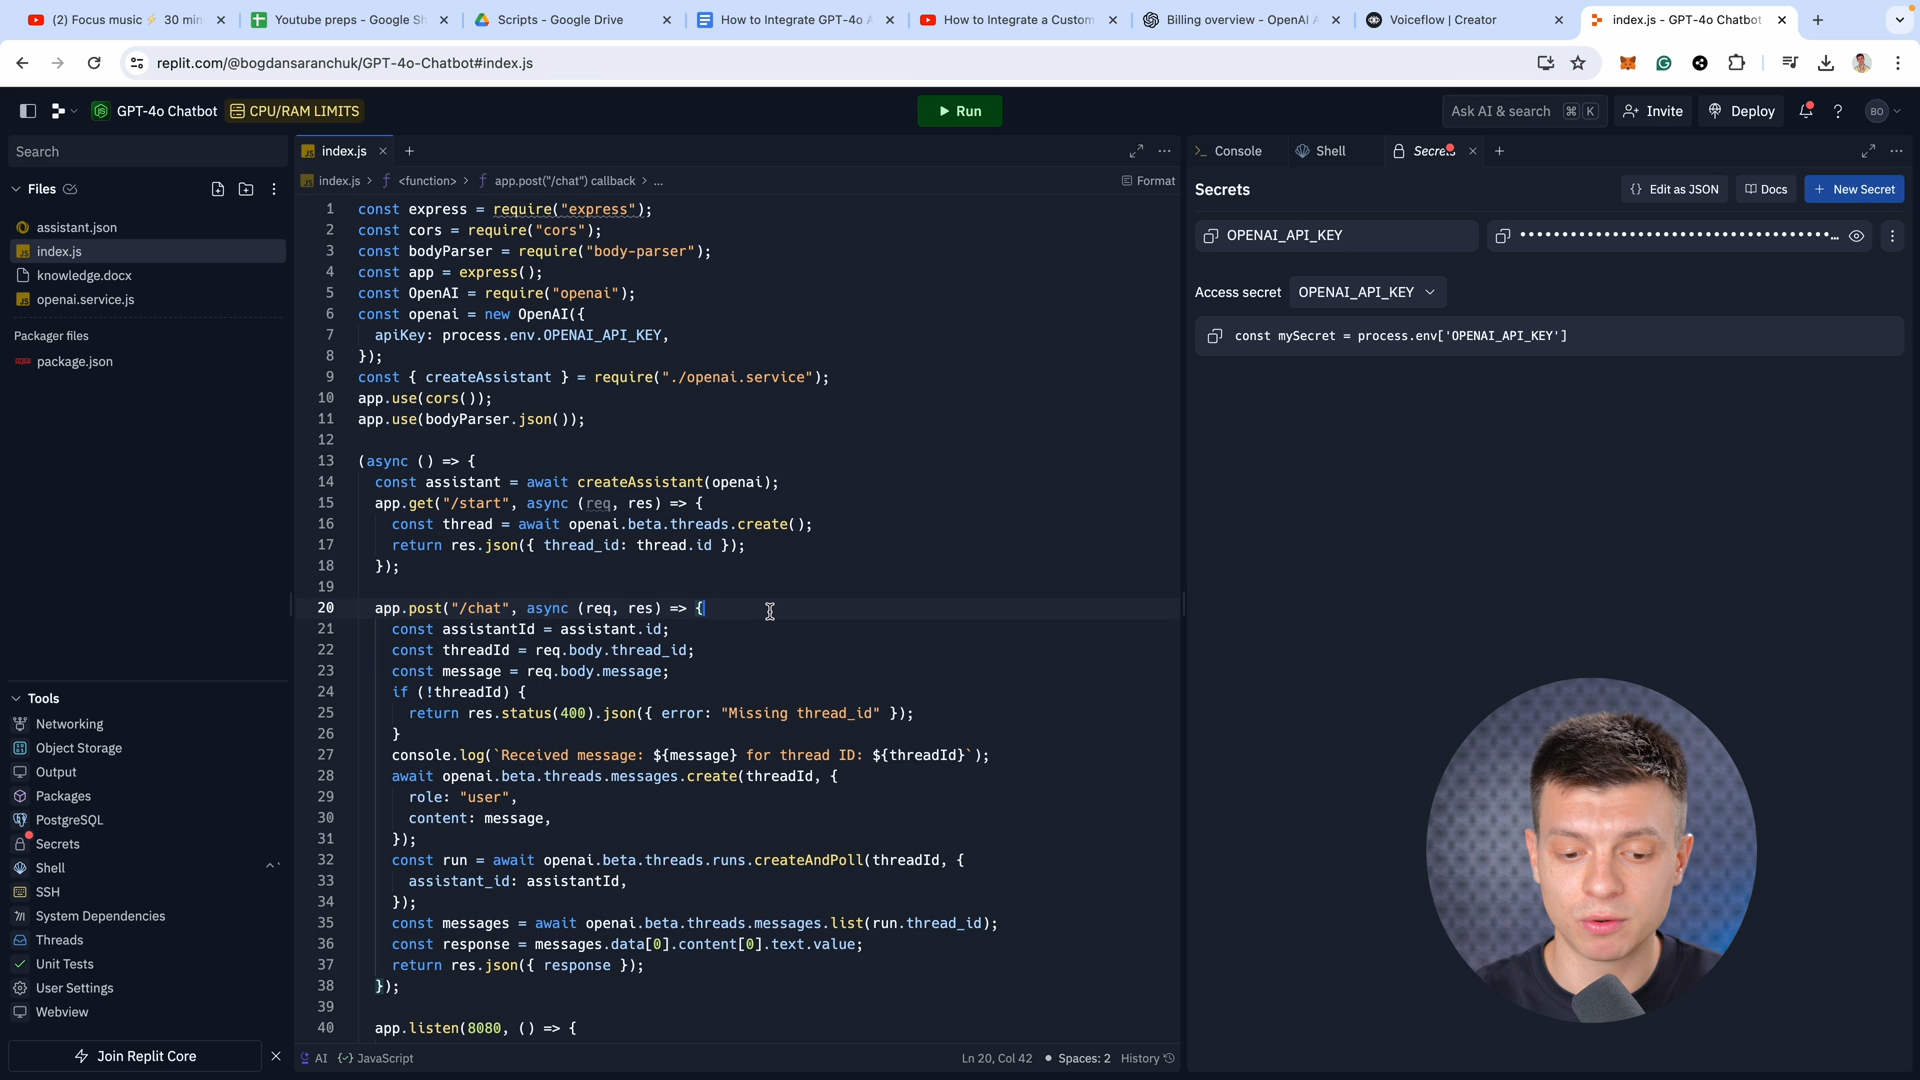 (2) Focus music⚡ 30 min
Youtube preps - Google Sh
Scripts - Google Drive
How to Integrate GPT-4o A
How to Integrate a Custom
Billing overview - OpenAI A
Voiceflow | Creator
index.js - GPT-4o Chatbot
replit.com/@bogdansaranchuk/GPT-4o-Chatbot#index.js
GPT-4o Chatbot
CPU/RAM LIMITS
Run
Ask AI & search ⌘ K
Invite
Deploy
BO
Search
Files
assistant.json
index.js
knowledge.docx
openai.service.js
Packager files
package.json
Tools
Networking
Object Storage
Output
Packages
PostgreSQL
Secrets
Shell
SSH
System Dependencies
Threads
Unit Tests
User Settings
Webview
Join Replit Core
index.js
index.js > <function> > app.post("/chat") callback > ...
Format
1 const express = require("express");
2 const cors = require("cors");
3 const bodyParser = require("body-parser");
4 const app = express();
5 const OpenAI = require("openai");
6 const openai = new OpenAI({
7 apiKey: process.env.OPENAI_API_KEY,
8 });
9 const { createAssistant } = require("./openai.service");
10 app.use(cors());
11 app.use(bodyParser.json());
12
13 (async () => {
14 const assistant = await createAssistant(openai);
15 app.get("/start", async (req, res) => {
16 const thread = await openai.beta.threads.create();
17 return res.json({ thread_id: thread.id });
18 });
19
20 app.post("/chat", async (req, res) => {
21 const assistantId = assistant.id;
22 const threadId = req.body.thread_id;
23 const message = req.body.message;
24 if (!threadId) {
25 return res.status(400).json({ error: "Missing thread_id" });
26 }
27 console.log(`Received message: ${message} for thread ID: ${threadId}`);
28 await openai.beta.threads.messages.create(threadId, {
29 role: "user",
30 content: message,
31 });
32 const run = await openai.beta.threads.runs.createAndPoll(threadId, {
33 assistant_id: assistantId,
34 });
35 const messages = await openai.beta.threads.messages.list(run.thread_id);
36 const response = messages.data[0].content[0].text.value;
37 return res.json({ response });
38 });
39
40 app.listen(8080, () => {
AI
JavaScript
Ln 20, Col 42
Spaces: 2
History
Console
Shell
Secrets
Secrets
Edit as JSON
Docs
New Secret
OPENAI_API_KEY
Access secret OPENAI_API_KEY
const mySecret = process.env['OPENAI_API_KEY']